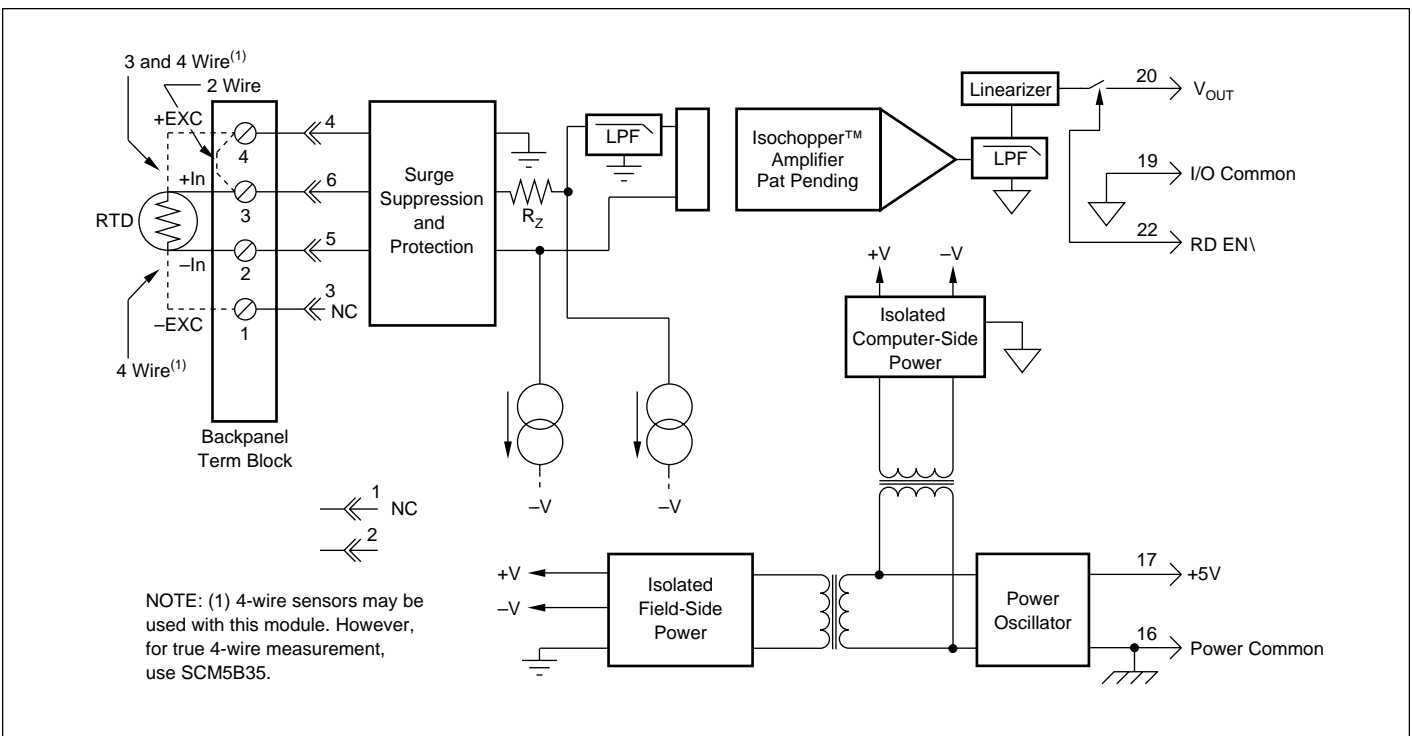 3 and 4 Wire(1)
2 Wire
+EXC
4
4
+In
6
3
RTD
–In
5
2
3
NC
–EXC
1
4 Wire(1)
Backpanel
Term Block
Surge
Suppression
and
Protection
RZ
LPF
–V
–V
Isochopper™
Amplifier
Pat Pending
LPF
Linearizer
20
VOUT
19
I/O Common
22
RD EN\
+V
–V
Isolated
Computer-Side
Power
1
NC
2
+V
–V
Isolated
Field-Side
Power
Power
Oscillator
17
+5V
16
Power Common
NOTE: (1) 4-wire sensors may be
used with this module. However,
for true 4-wire measurement,
use SCM5B35.